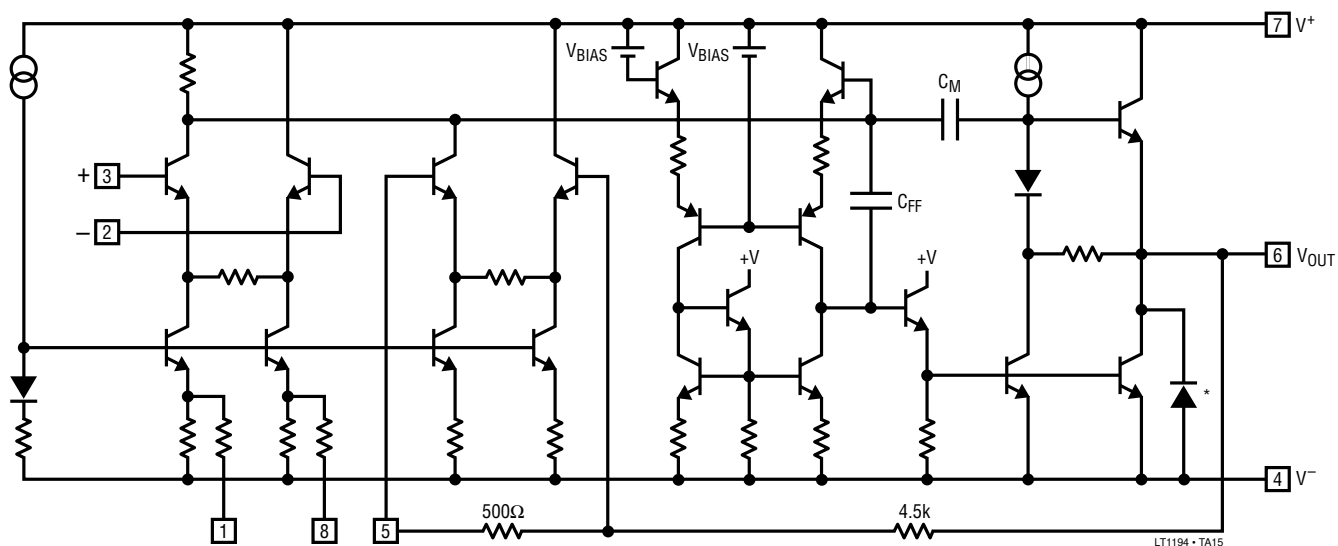 7 V+
VBIAS VBIAS
CM
+ 3
CFF
− 2
+V +V
6 VOUT
*
4 V−
500Ω 4.5k
1 8 5
LT1194 • TA15